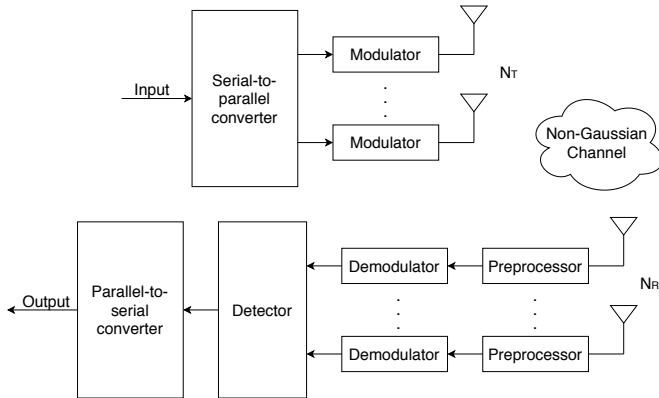 Input
Serial-to-
parallel
converter
Modulator
Modulator
NT
Non-Gaussian
Channel
Output
Parallel-to-
serial
converter
Detector
Demodulator
Preprocessor
Demodulator
Preprocessor
NR